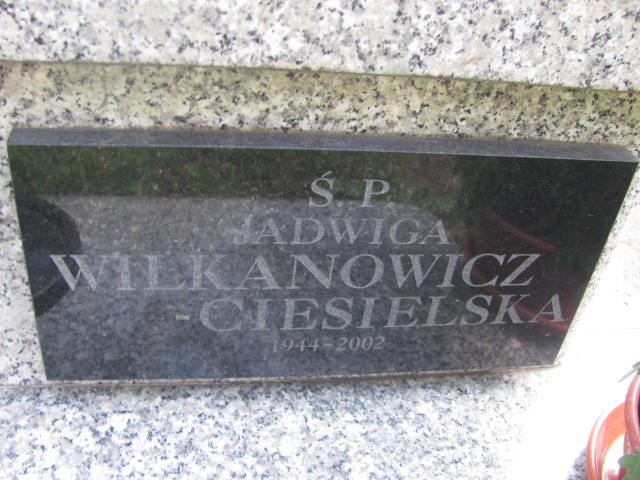 Ś. P.
JADWIGA
WILKANOWICZ
-CIESIELSKA
1944-2002